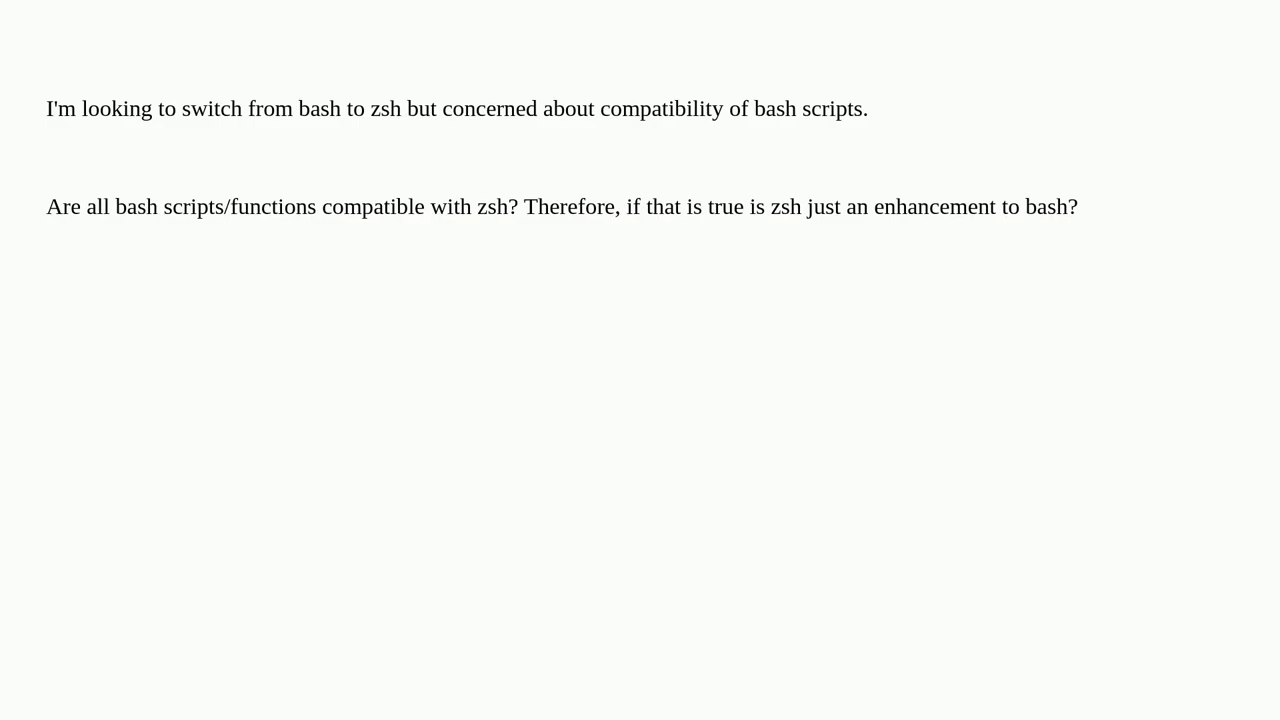 I'm looking to switch from bash to zsh but concerned about compatibility of bash scripts.
Are all bash scripts/functions compatible with zsh? Therefore, if that is true is zsh just an enhancement to bash?